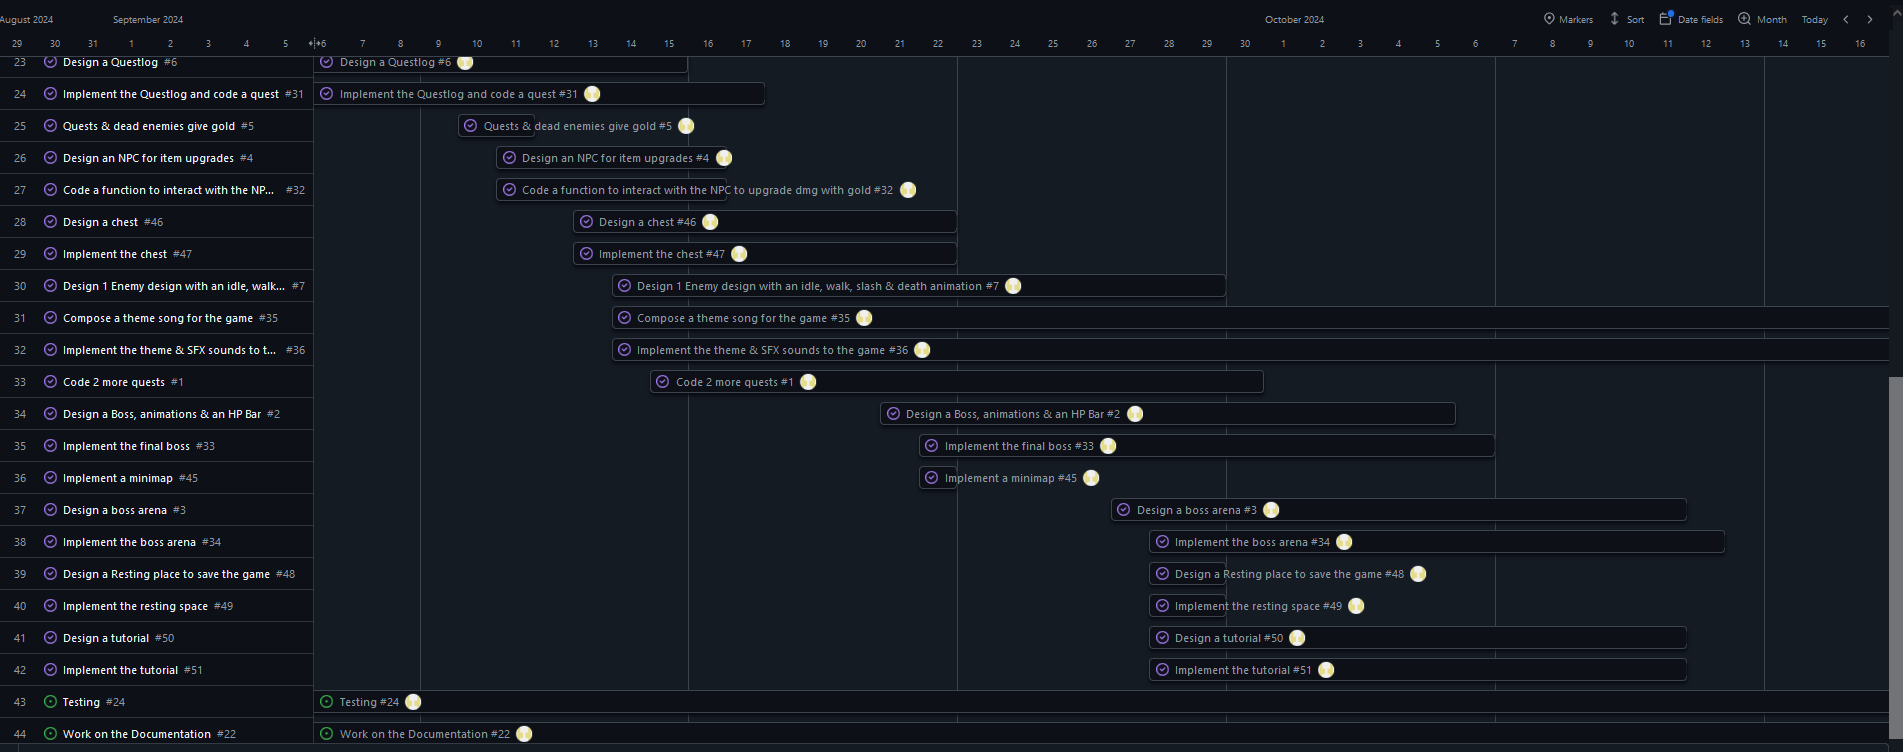 August 2024 September 2024 October 2024 Markers Sort Date fields Month Today
29 30 31 1 2 3 4 5 6 7 8 9 10 11 12 13 14 15 16 17 18 19 20 21 22 23 24 25 26 27 28 29 30 1 2 3 4 5 6 7 8 9 10 11 12 13 14 15 16
23 Design a Questlog #6 Design a Questlog #6
24 Implement the Questlog and code a quest #31 Implement the Questlog and code a quest #31
25 Quests & dead enemies give gold #5 Quests & dead enemies give gold #5
26 Design an NPC for item upgrades #4 Design an NPC for item upgrades #4
27 Code a function to interact with the NP... #32 Code a function to interact with the NPC to upgrade dmg with gold #32
28 Design a chest #46 Design a chest #46
29 Implement the chest #47 Implement the chest #47
30 Design 1 Enemy design with an idle, walk... #7 Design 1 Enemy design with an idle, walk, slash & death animation #7
31 Compose a theme song for the game #35 Compose a theme song for the game #35
32 Implement the theme & SFX sounds to t... #36 Implement the theme & SFX sounds to the game #36
33 Code 2 more quests #1 Code 2 more quests #1
34 Design a Boss, animations & an HP Bar #2 Design a Boss, animations & an HP Bar #2
35 Implement the final boss #33 Implement the final boss #33
36 Implement a minimap #45 Implement a minimap #45
37 Design a boss arena #3 Design a boss arena #3
38 Implement the boss arena #34 Implement the boss arena #34
39 Design a Resting place to save the game #48 Design a Resting place to save the game #48
40 Implement the resting space #49 Implement the resting space #49
41 Design a tutorial #50 Design a tutorial #50
42 Implement the tutorial #51 Implement the tutorial #51
43 Testing #24 Testing #24
44 Work on the Documentation #22 Work on the Documentation #22